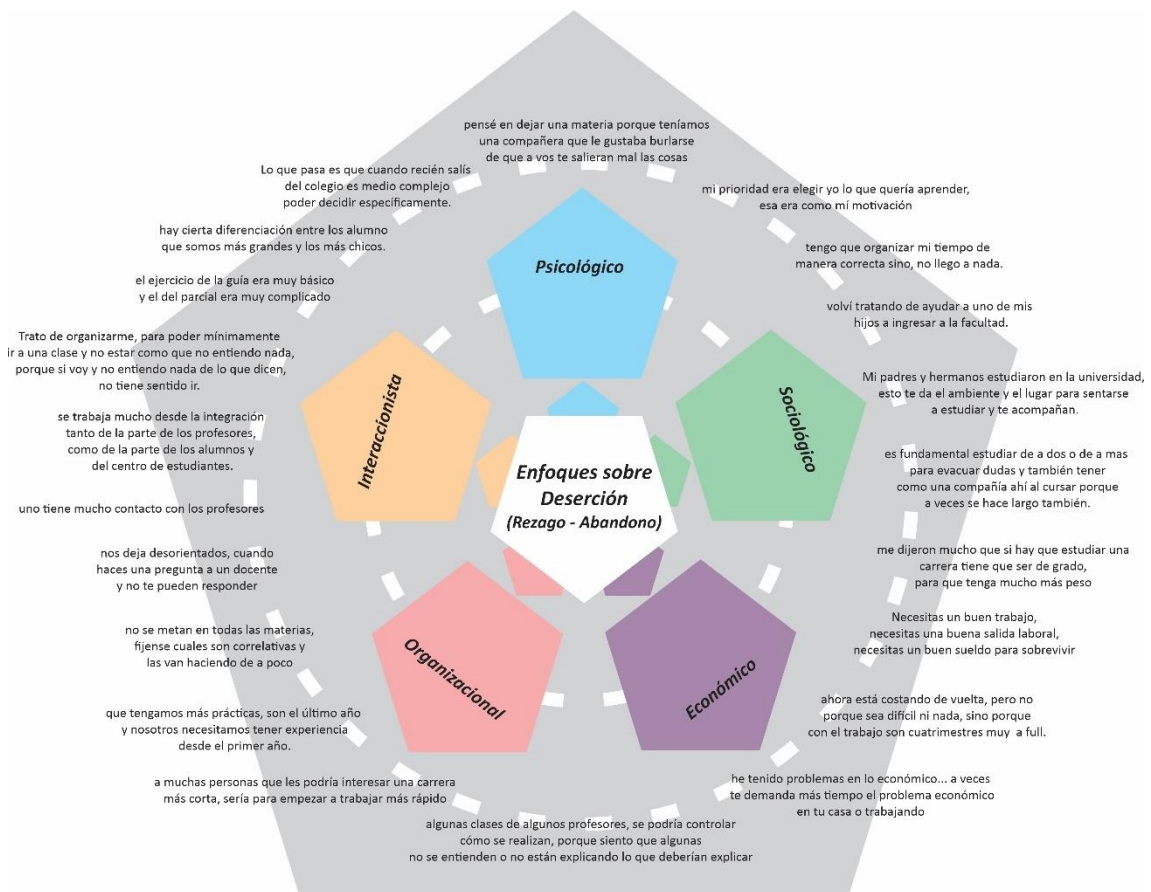 pensé en dejar una materia porque teníamos
una compañera que le gustaba burlarse
de que a vos te salieran mal las cosas
Lo que pasa es que cuando recién salís
del colegio es medio complejo
poder decidir específicamente.
mi prioridad era elegir yo lo que quería aprender,
esa era como mí motivación
hay cierta diferenciación entre los alumno
que somos más grandes y los más chicos.
tengo que organizar mi tiempo de
manera correcta sino, no llego a nada.
Psicológico
el ejercicio de la guía era muy básico
y el del parcial era muy complicado
volví tratando de ayudar a uno de mis
hijos a ingresar a la facultad.
Trato de organizarme, para poder mínimamente
ir a una clase y no estar como que no entiendo nada,
porque si voy y no entiendo nada de lo que dicen,
no tiene sentido ir.
Interaccionista
Sociológico
Mi padres y hermanos estudiaron en la universidad,
esto te da el ambiente y el lugar para sentarse
a estudiar y te acompañan.
se trabaja mucho desde la integración
tanto de la parte de los profesores,
como de la parte de los alumnos y
del centro de estudiantes.
Enfoques sobre
Deserción
(Rezago - Abandono)
es fundamental estudiar de a dos o de a mas
para evacuar dudas y también tener
como una compañía ahí al cursar porque
a veces se hace largo también.
uno tiene mucho contacto con los profesores
nos deja desorientados, cuando
haces una pregunta a un docente
y no te pueden responder
me dijeron mucho que si hay que estudiar una
carrera tiene que ser de grado,
para que tenga mucho más peso
no se metan en todas las materias,
fíjense cuales son correlativas y
las van haciendo de a poco
Necesitas un buen trabajo,
necesitas una buena salida laboral,
necesitas un buen sueldo para sobrevivir
Organizacional
Económico
que tengamos más prácticas, son el último año
y nosotros necesitamos tener experiencia
desde el primer año.
ahora está costando de vuelta, pero no
porque sea difícil ni nada, sino porque
con el trabajo son cuatrimestres muy a full.
a muchas personas que les podría interesar una carrera
más corta, sería para empezar a trabajar más rápido
he tenido problemas en lo económico... a veces
te demanda más tiempo el problema económico
en tu casa o trabajando
algunas clases de algunos profesores, se podría controlar
cómo se realizan, porque siento que algunas
no se entienden o no están explicando lo que deberían explicar